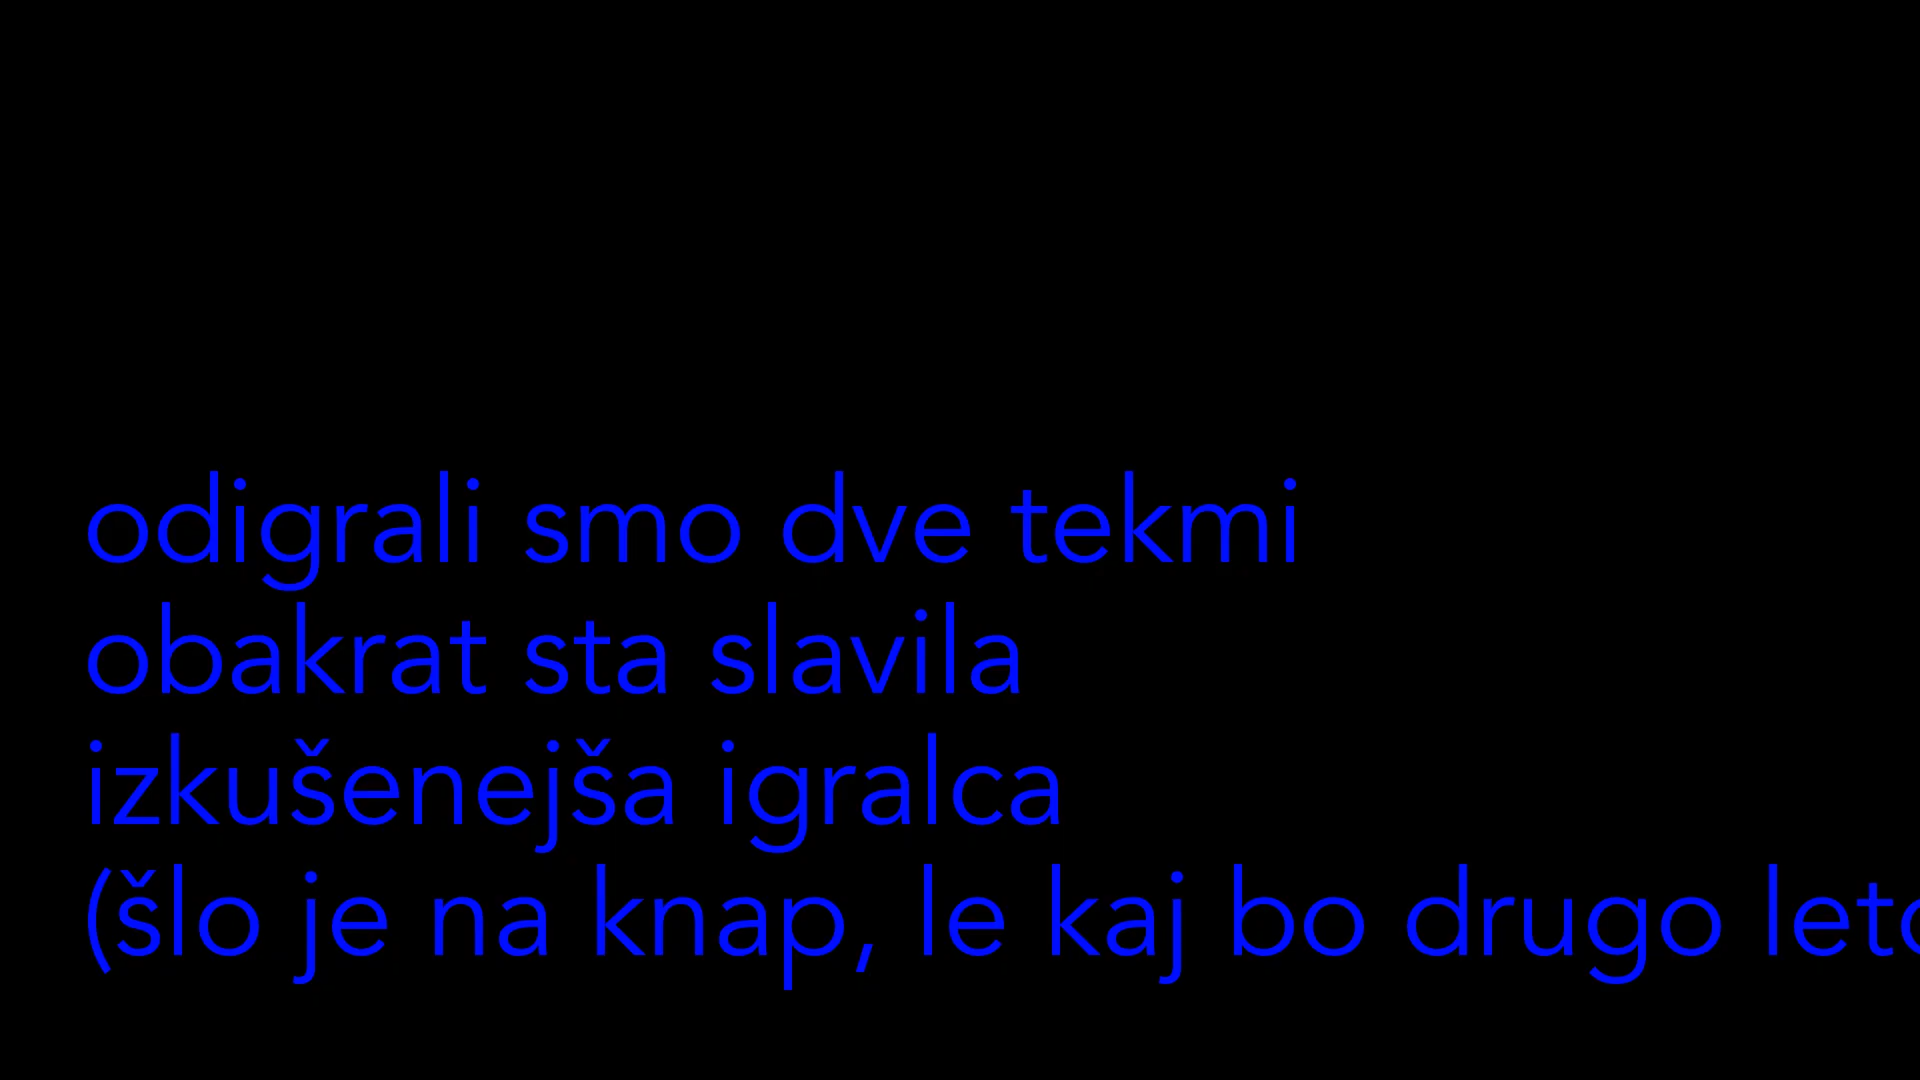 odigrali smo dve tekmi
obakrat sta slavila
izkušenejša igralca
(šlo je na knap, le kaj bo drugo leto